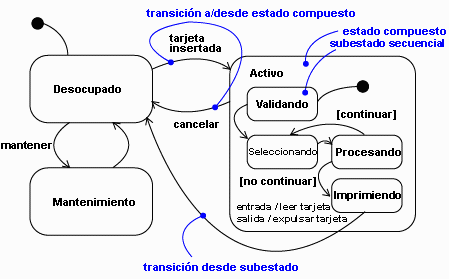 transición a/desde estado compuesto
tarjeta
insertada
estado compuesto
subestado secuencial
Desocupado
Activo
Validando
cancelar
[continuar]
mantener
Seleccionando
Procesando
[no continuar]
Mantenimiento
Imprimiendo
entrada / leer tarjeta
salida / expulsar tarjeta
transición desde subestado